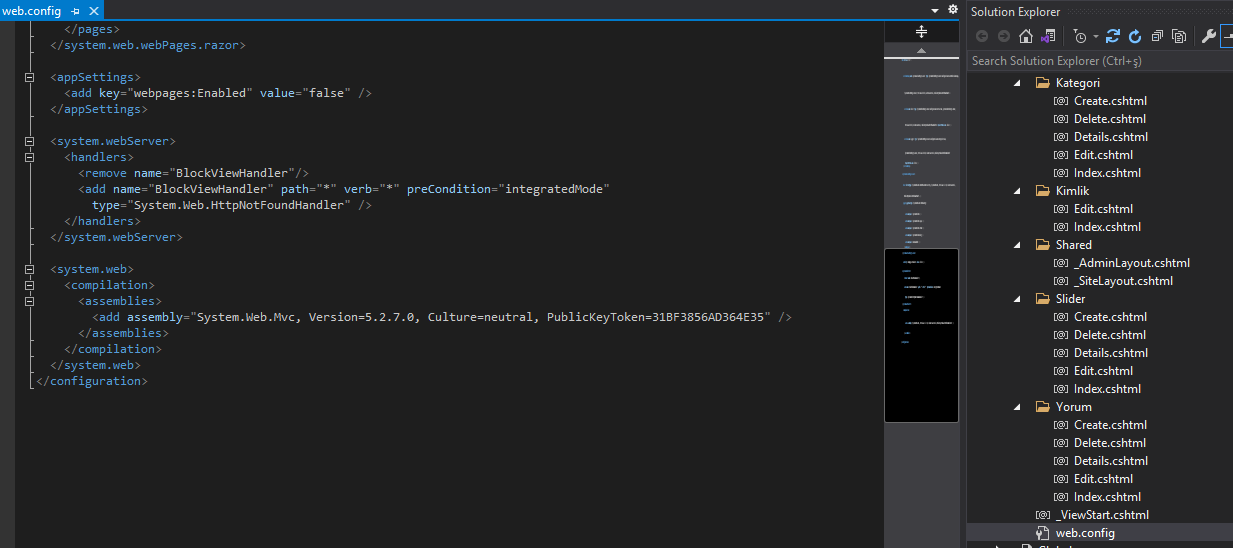 web.config
</pages>
</system.web.webPages.razor>
<appSettings>
<add key="webpages:Enabled" value="false" />
</appSettings>
<system.webServer>
<handlers>
<remove name="BlockViewHandler"/>
<add name="BlockViewHandler" path="*" verb="*" preCondition="integratedMode"
type="System.Web.HttpNotFoundHandler" />
</handlers>
</system.webServer>
<system.web>
<compilation>
<assemblies>
<add assembly="System.Web.Mvc, Version=5.2.7.0, Culture=neutral, PublicKeyToken=31BF3856AD364E35" />
</assemblies>
</compilation>
</system.web>
</configuration>
Solution Explorer
Search Solution Explorer (Ctrl+ş)
Kategori
Create.cshtml
Delete.cshtml
Details.cshtml
Edit.cshtml
Index.cshtml
Kimlik
Edit.cshtml
Index.cshtml
Shared
_AdminLayout.cshtml
_SiteLayout.cshtml
Slider
Create.cshtml
Delete.cshtml
Details.cshtml
Edit.cshtml
Index.cshtml
Yorum
Create.cshtml
Delete.cshtml
Details.cshtml
Edit.cshtml
Index.cshtml
_ViewStart.cshtml
web.config